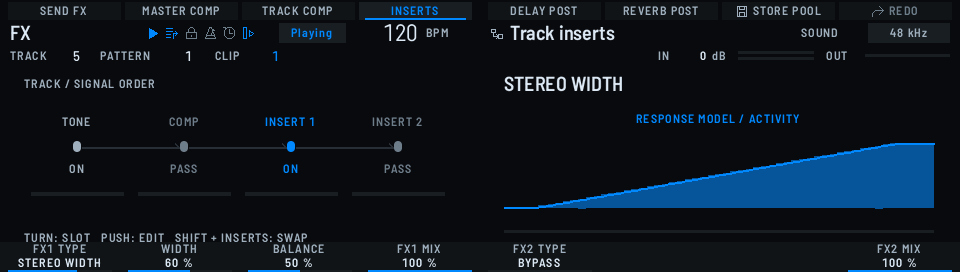 SEND FX MASTER COMP TRACK COMP INSERTS DELAY POST REVERB POST STORE POOL REDO
FX Playing 120 BPM Track inserts SOUND 48 kHz
TRACK 5 PATTERN 1 CLIP 1 IN 0 dB OUT
TRACK / SIGNAL ORDER STEREO WIDTH
TONE COMP INSERT 1 INSERT 2 RESPONSE MODEL / ACTIVITY
ON PASS ON PASS
TURN: SLOT PUSH: EDIT SHIFT + INSERTS: SWAP
FX1 TYPE WIDTH BALANCE FX1 MIX FX2 TYPE FX2 MIX
STEREO WIDTH 60 % 50 % 100 % BYPASS 100 %